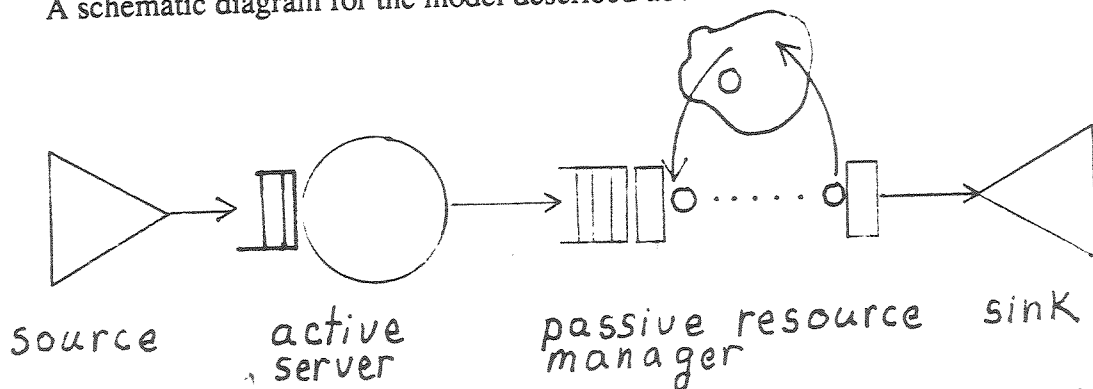 A schematic diagram for the model described
source
active
server
passive resource
manager
sink